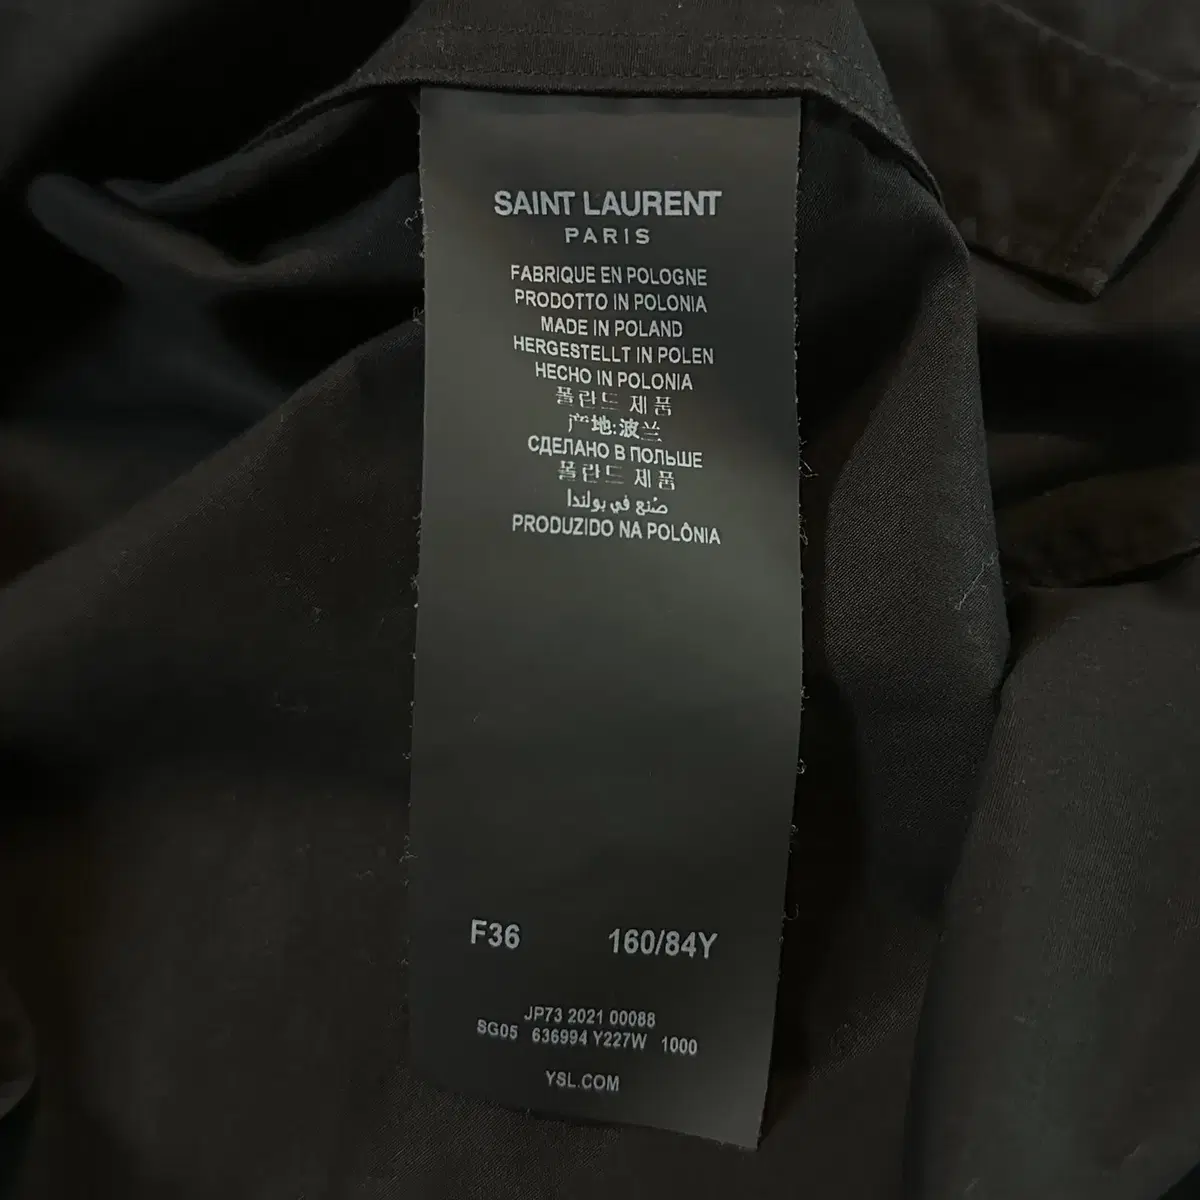 SAINT LAURENT
PARIS
FABRIQUE EN POLOGNE
PRODOTTO IN POLONIA
MADE IN POLAND
HERGESTELLT IN POLEN
HECHO IN POLONIA
폴란드 제품
产地:波兰
СДЕЛАНО В ПОЛЬШЕ
폴란드 제품
صُنع في بولندا
PRODUZIDO NA POLÔNIA
F36 160/84Y
JP73 2021 00088
SG05 636994 Y227W 1000
YSL.COM